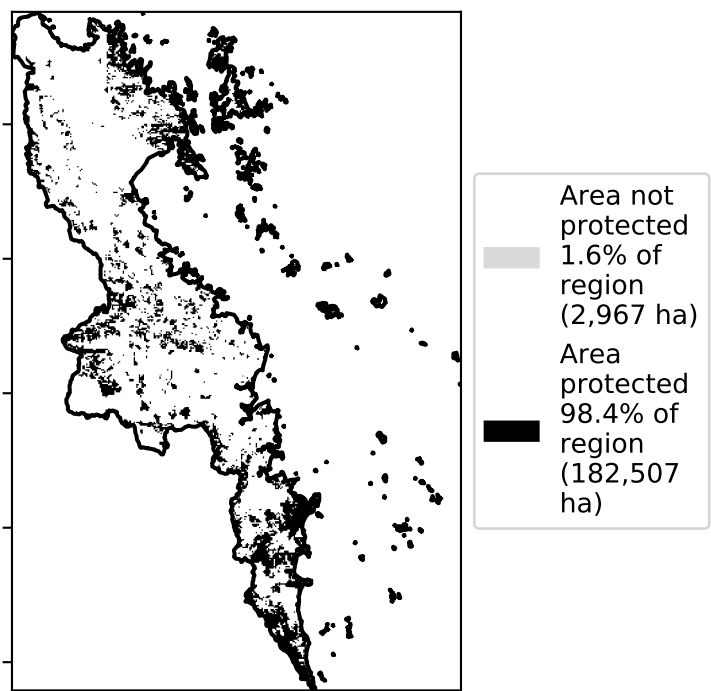 Area not
protected
1.6% of
region
(2,967 ha)
Area
protected
98.4% of
region
(182,507
ha)